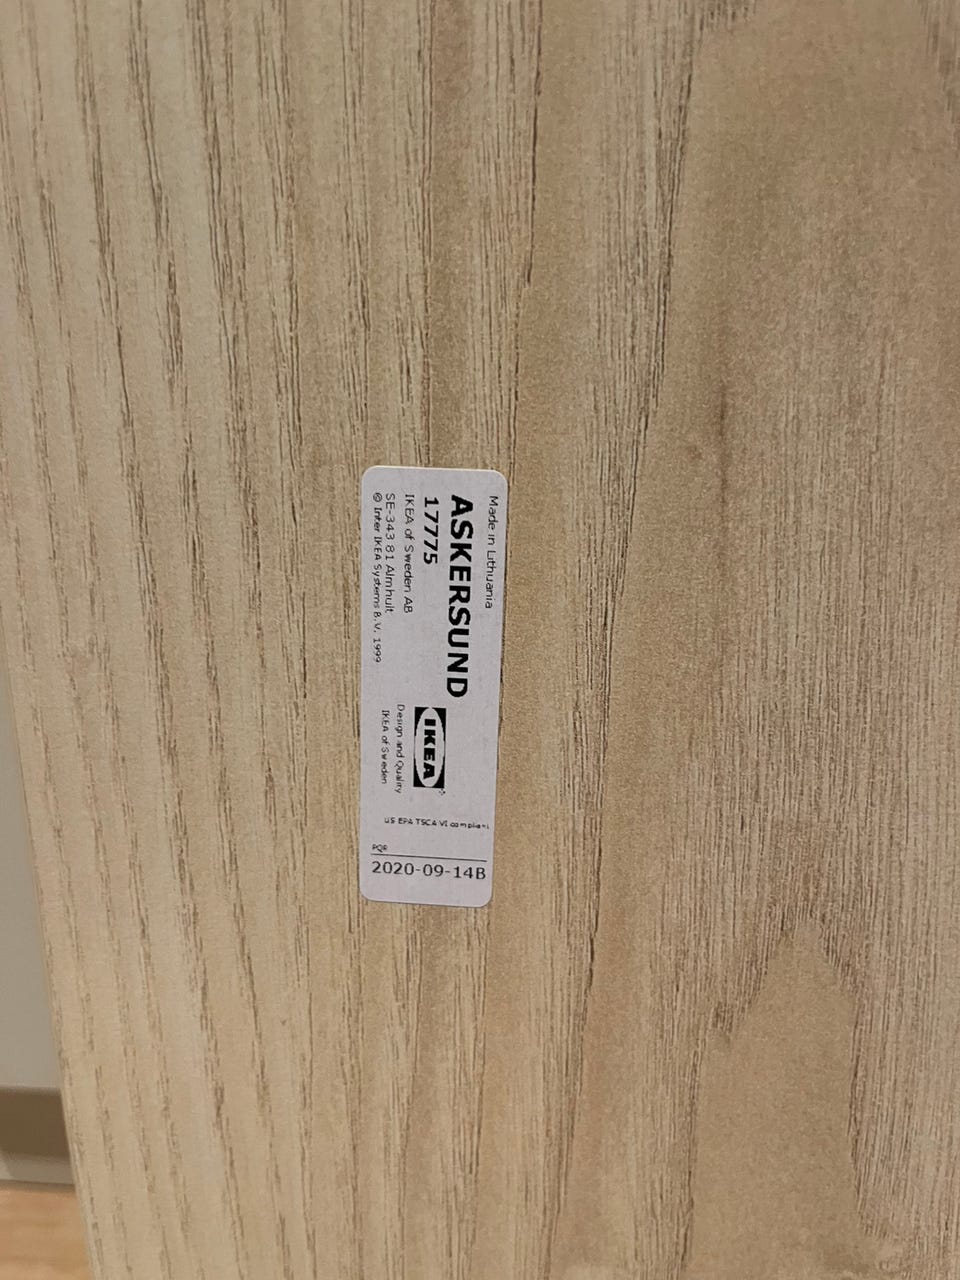 Made in Lithuania
ASKERSUND
17775
IKEA of Sweden AB
SE-343 81 Älmhult
© Inter IKEA Systems B.V. 1999
IKEA
Design and Quality
IKEA of Sweden
US EPA TSCA VI compliant
PQR
2020-09-14B